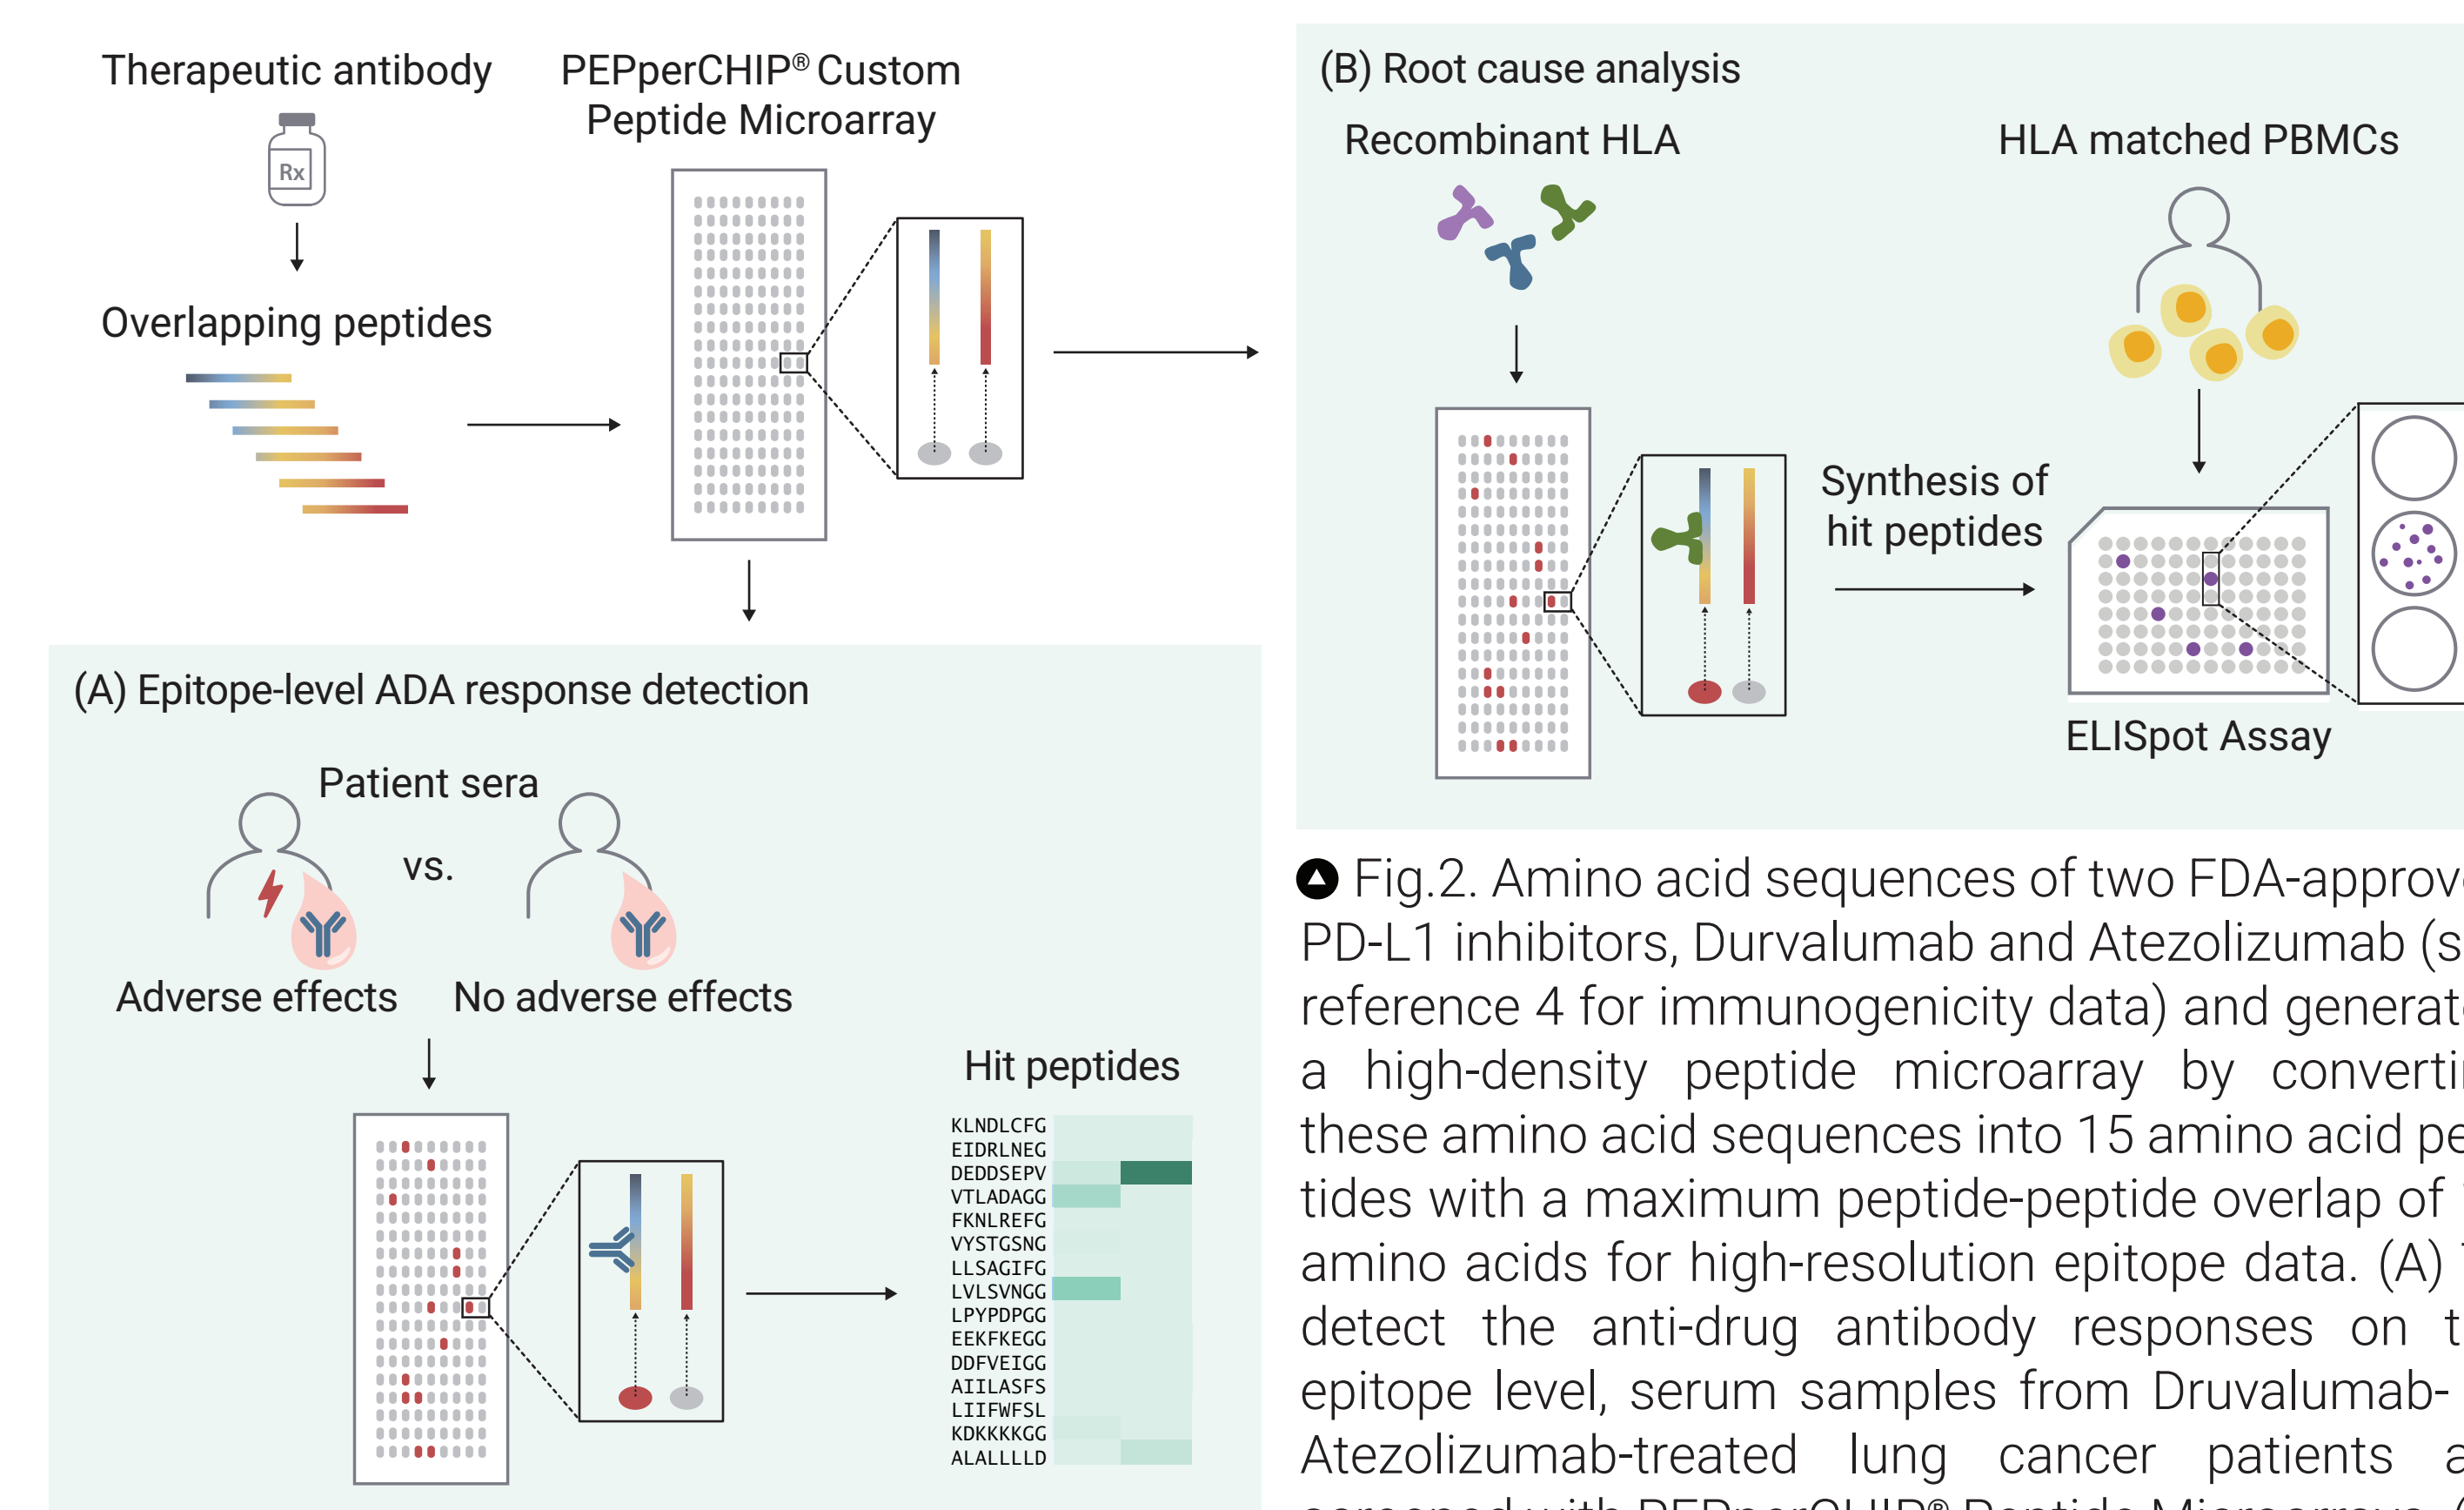 Therapeutic antibody
Rx
Overlapping peptides
PEPperCHIP® Custom
Peptide Microarray
(A) Epitope-level ADA response detection
Patient sera
vs.
Adverse effects
No adverse effects
Hit peptides
KLNDLCFG
EIDRLNEG
DEDDSEPV
VTLADAGG
FKNLREFG
VYSTGSNG
LLSAGIFG
LVLSVNGG
LPYPDPGG
EEKFKEGG
DDFVEIGG
AIILASFS
LIIFWFSL
KDKKKKGG
ALALLLLD
(B) Root cause analysis
Recombinant HLA
HLA matched PBMCs
Synthesis of
hit peptides
ELISpot Assay
Fig.2. Amino acid sequences of two FDA-approve
PD-L1 inhibitors, Durvalumab and Atezolizumab (s
reference 4 for immunogenicity data) and generat
a high-density peptide microarray by converti
these amino acid sequences into 15 amino acid pe
tides with a maximum peptide-peptide overlap of
amino acids for high-resolution epitope data. (A)
detect the anti-drug antibody responses on t
epitope level, serum samples from Druvalumab-
Atezolizumab-treated lung cancer patients a
screened with PEPperCHIP® Peptide Microarrays.